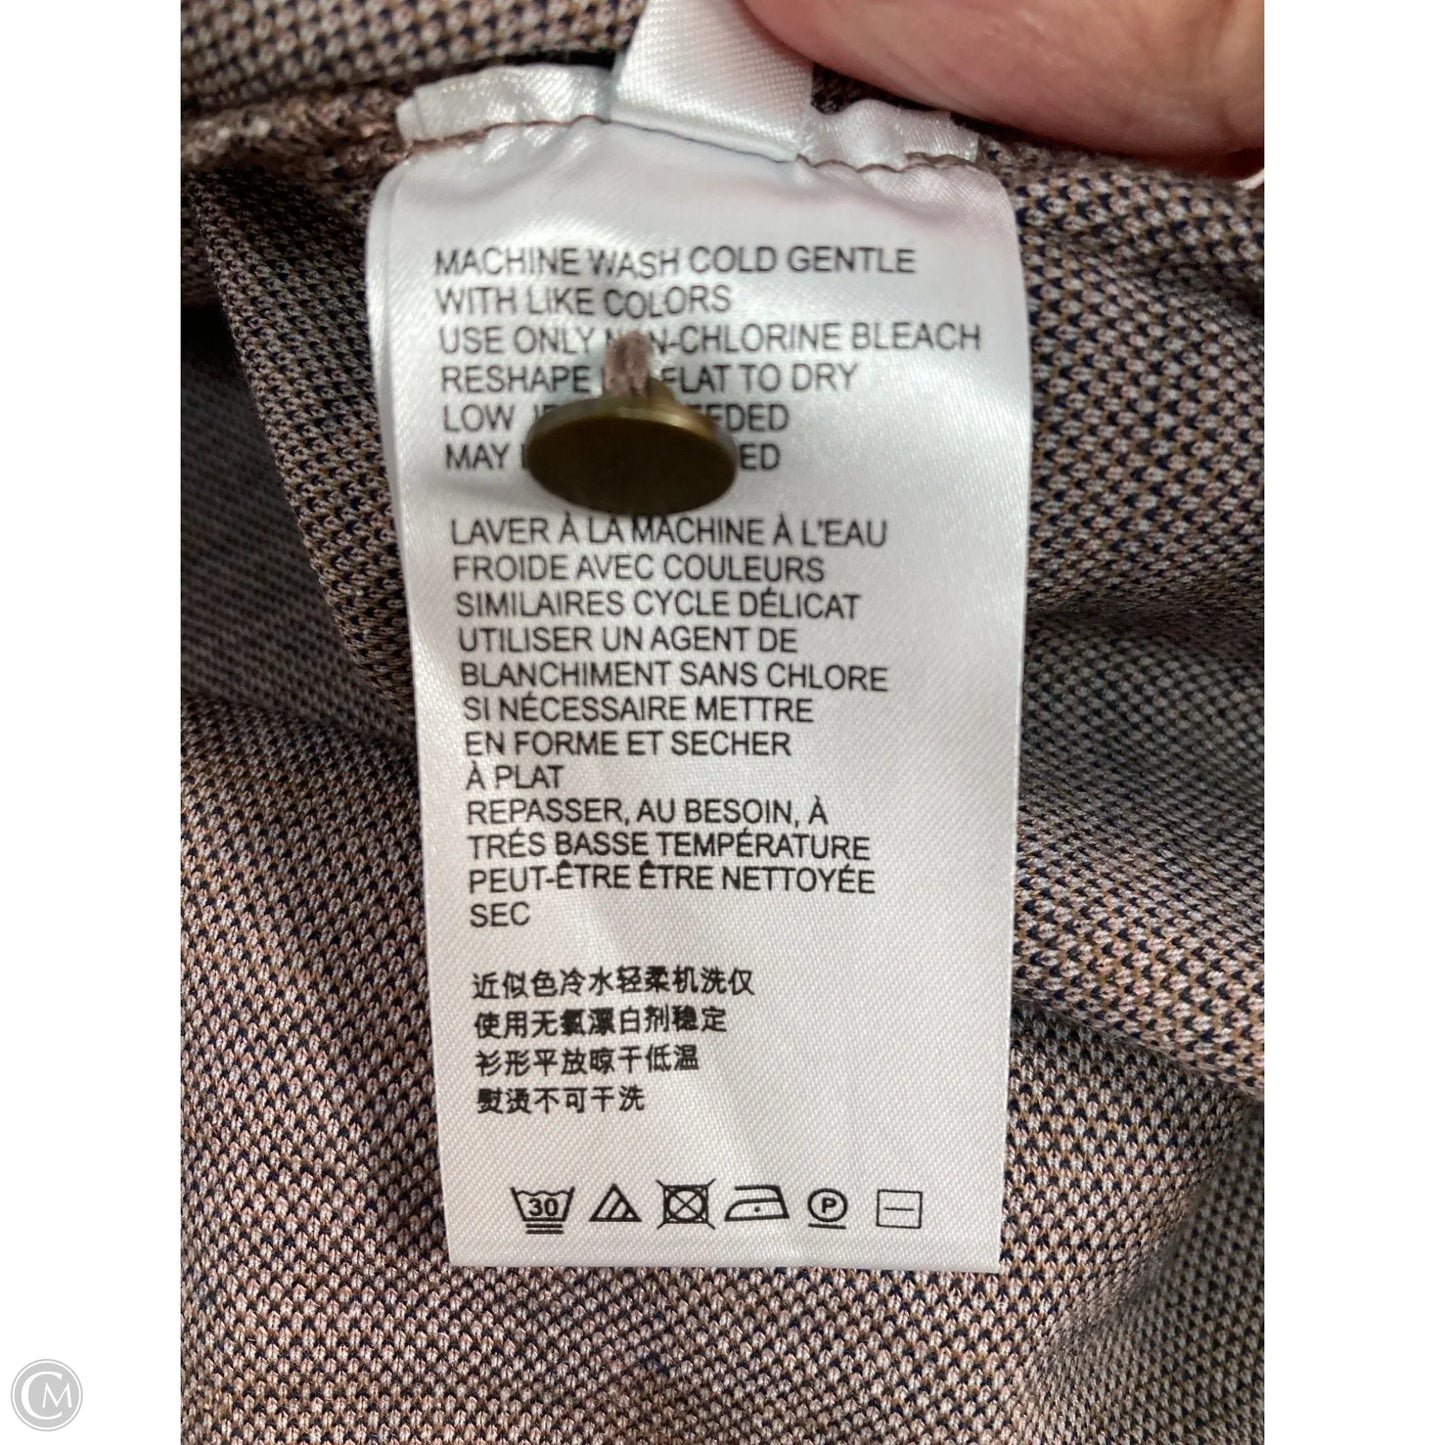 MACHINE WASH COLD GENTLE
WITH LIKE COLORS
USE ONLY NON-CHLORINE BLEACH
RESHAPE FLAT TO DRY
LOW
MAY
LAVER À LA MACHINE À L'EAU
FROIDE AVEC COULEURS
SIMILAIRES CYCLE DÉLICAT
UTILISER UN AGENT DE
BLANCHIMENT SANS CHLORE
SI NÉCESSAIRE METTRE
EN FORME ET SECHER
À PLAT
REPASSER, AU BESOIN, À
TRÉS BASSE TEMPÉRATURE
PEUT-ÊTRE ÊTRE NETTOYÉE
SEC
近似色冷水轻柔机洗仅
使用无氯漂白剂稳定
衫形平放晾干低温
熨烫不可干洗
30 P
CM